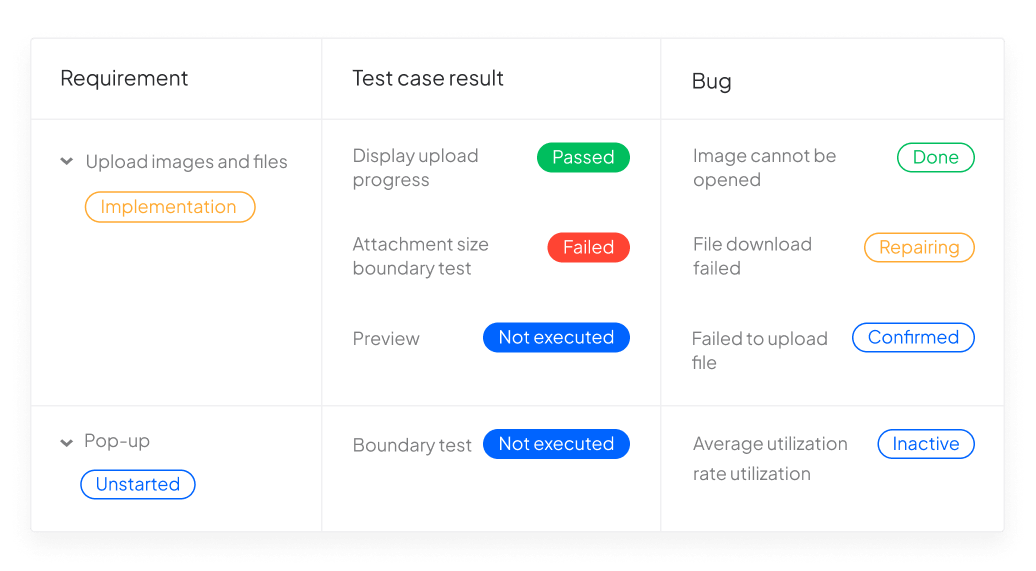 Requirement
Test case result
Bug
Upload images and files
Implementation
Display upload
progress
Passed
Image cannot be
opened
Done
Attachment size
boundary test
Failed
File download
failed
Repairing
Preview
Not executed
Failed to upload
file
Confirmed
Pop-up
Unstarted
Boundary test
Not executed
Average utilization
rate utilization
Inactive